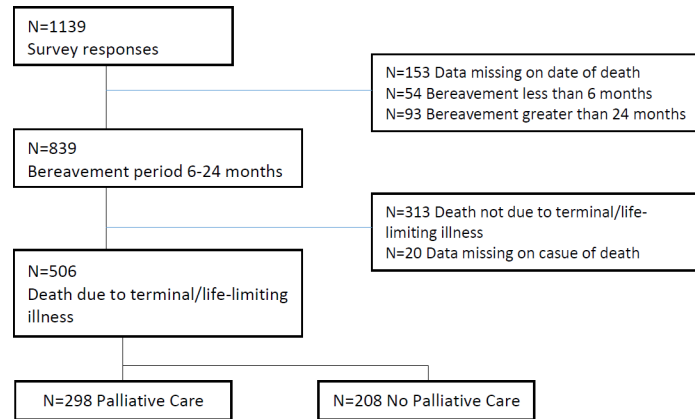 N=1139
Survey responses
N=153 Data missing on date of death
N=54 Bereavement less than 6 months
N=93 Bereavement greater than 24 months
N=839
Bereavement period 6-24 months
N=313 Death not due to terminal/life-
limiting illness
N=20 Data missing on casue of death
N=506
Death due to terminal/life-limiting
illness
N=298 Palliative Care
N=208 No Palliative Care